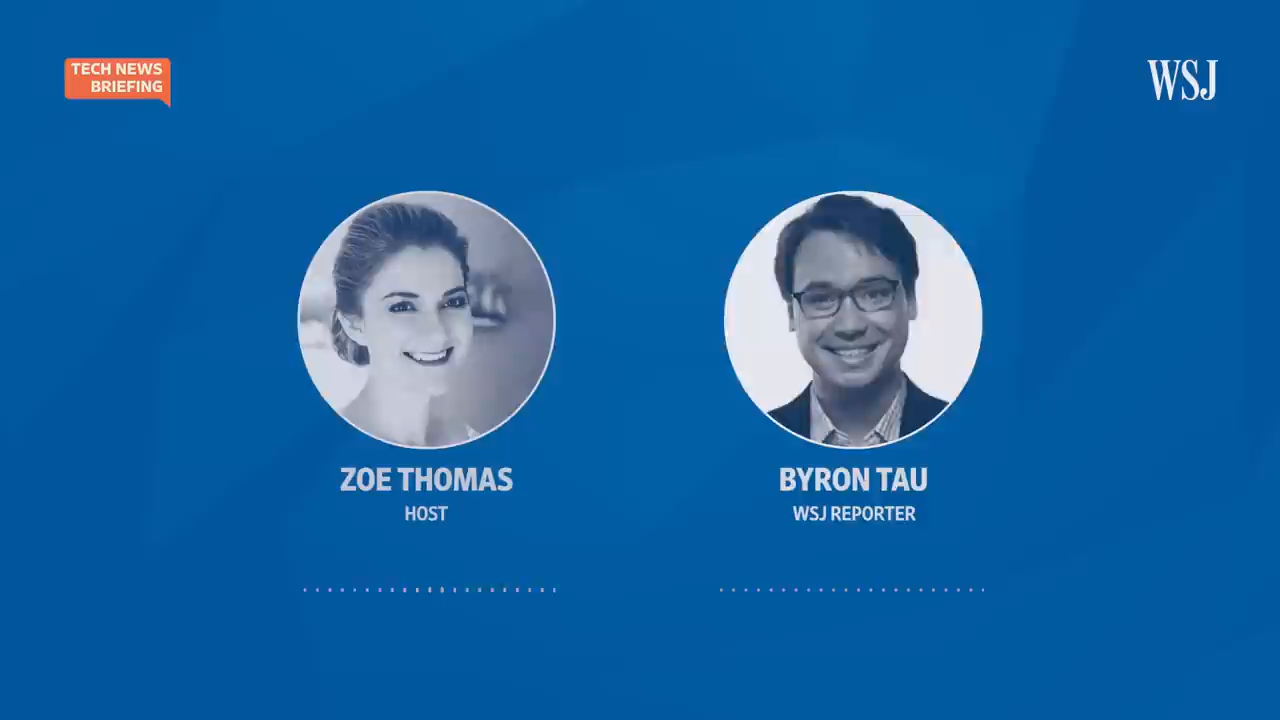 TECH NEWS
BRIEFING
WSJ
ZOE THOMAS
HOST
BYRON TAU
WSJ REPORTER